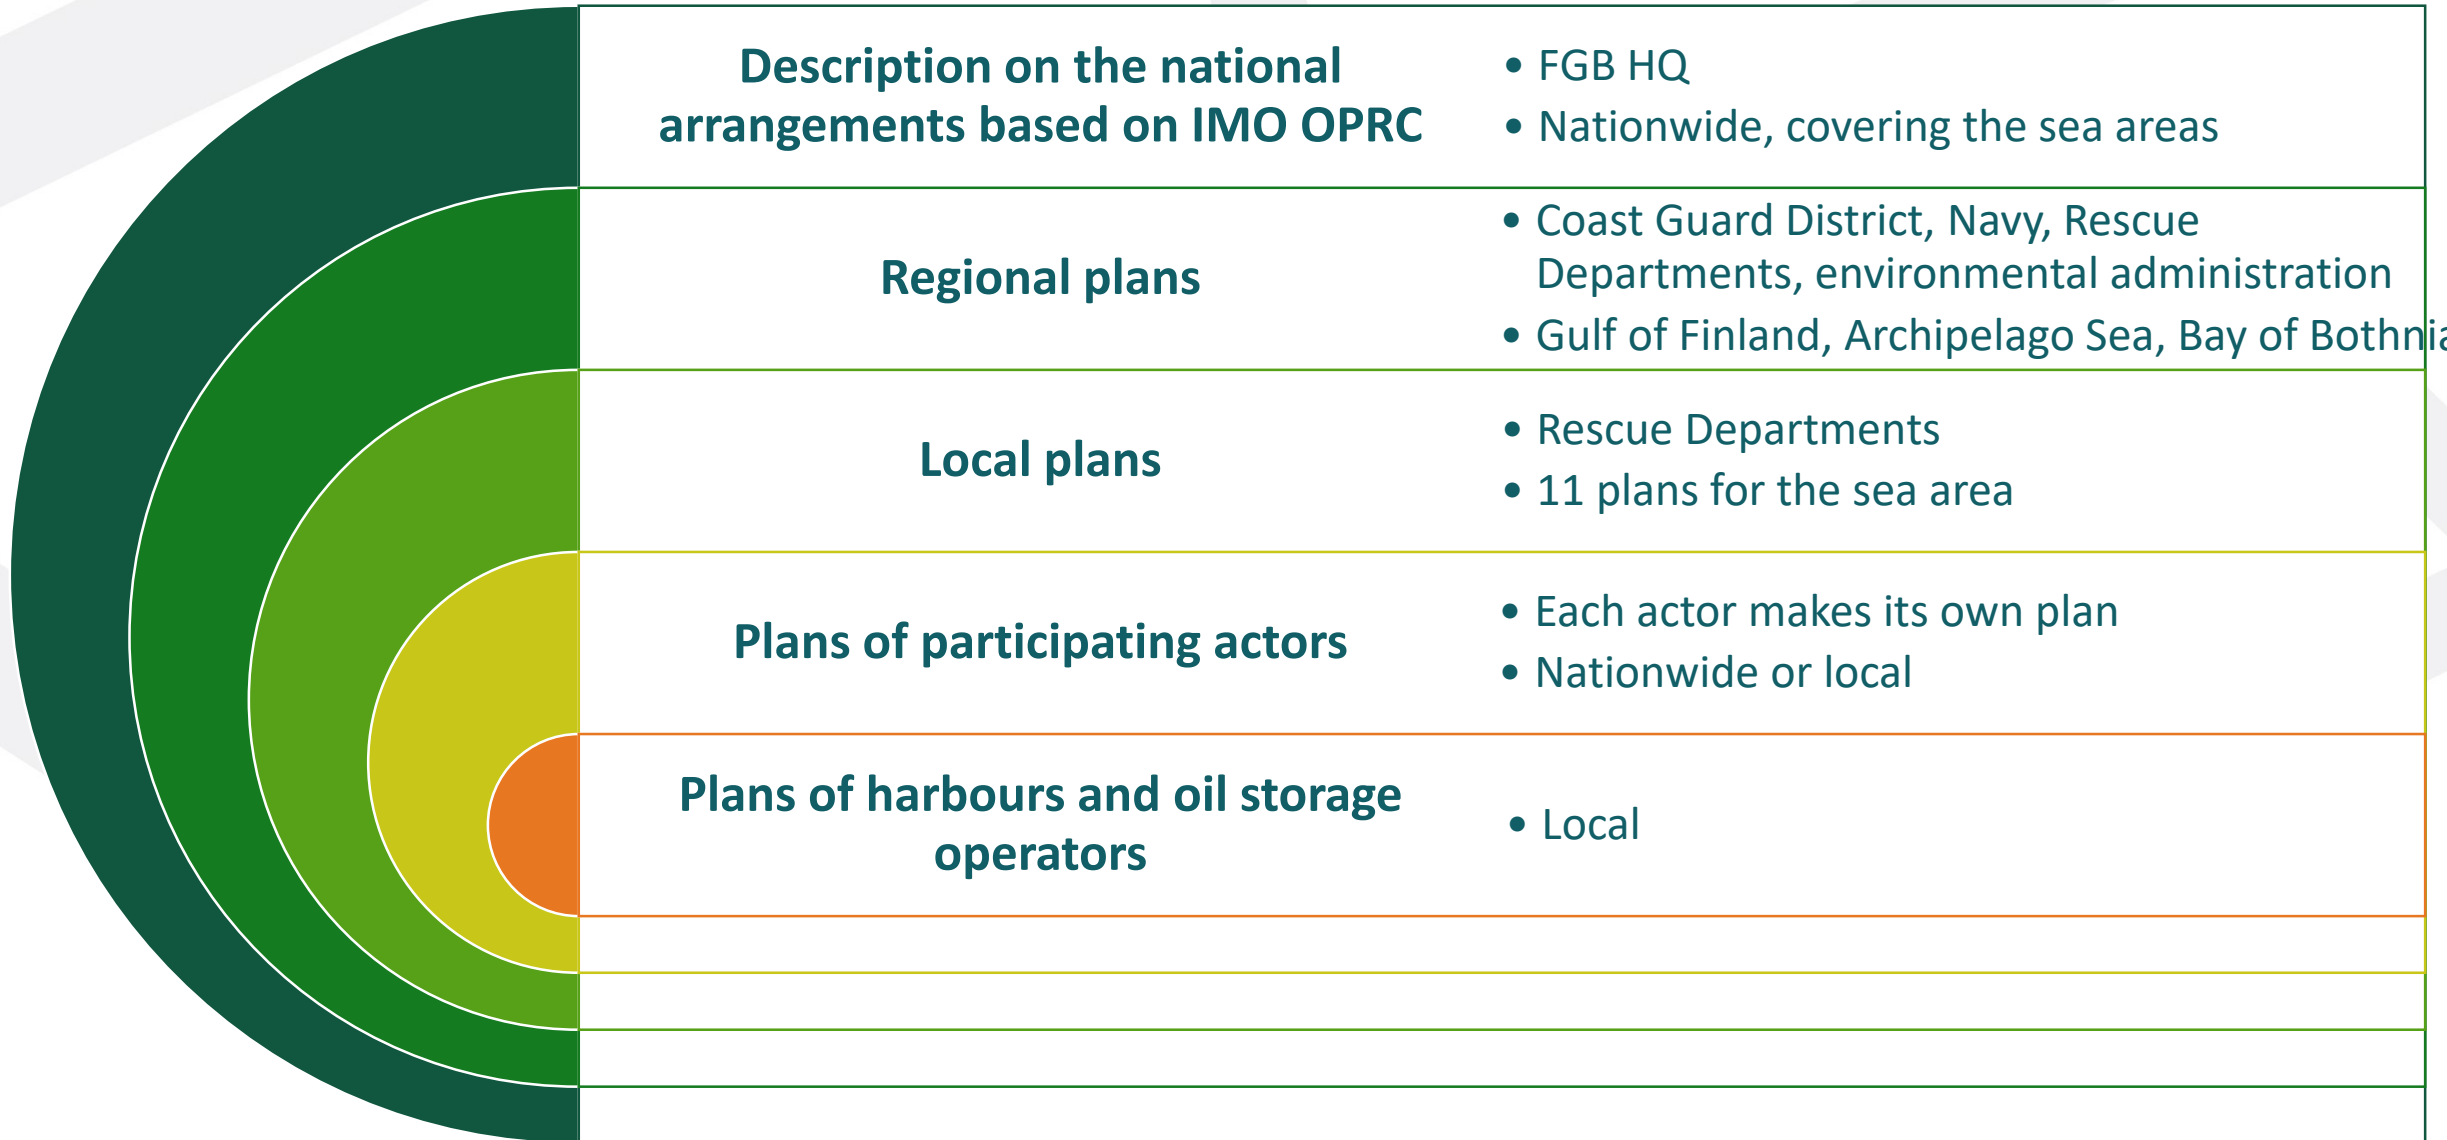 Description on the national
arrangements based on IMO OPRC
• FGB HQ
• Nationwide, covering the sea areas
Regional plans
• Coast Guard District, Navy, Rescue
Departments, environmental administration
• Gulf of Finland, Archipelago Sea, Bay of Bothnia
Local plans
• Rescue Departments
• 11 plans for the sea area
Plans of participating actors
• Each actor makes its own plan
• Nationwide or local
Plans of harbours and oil storage
operators
• Local